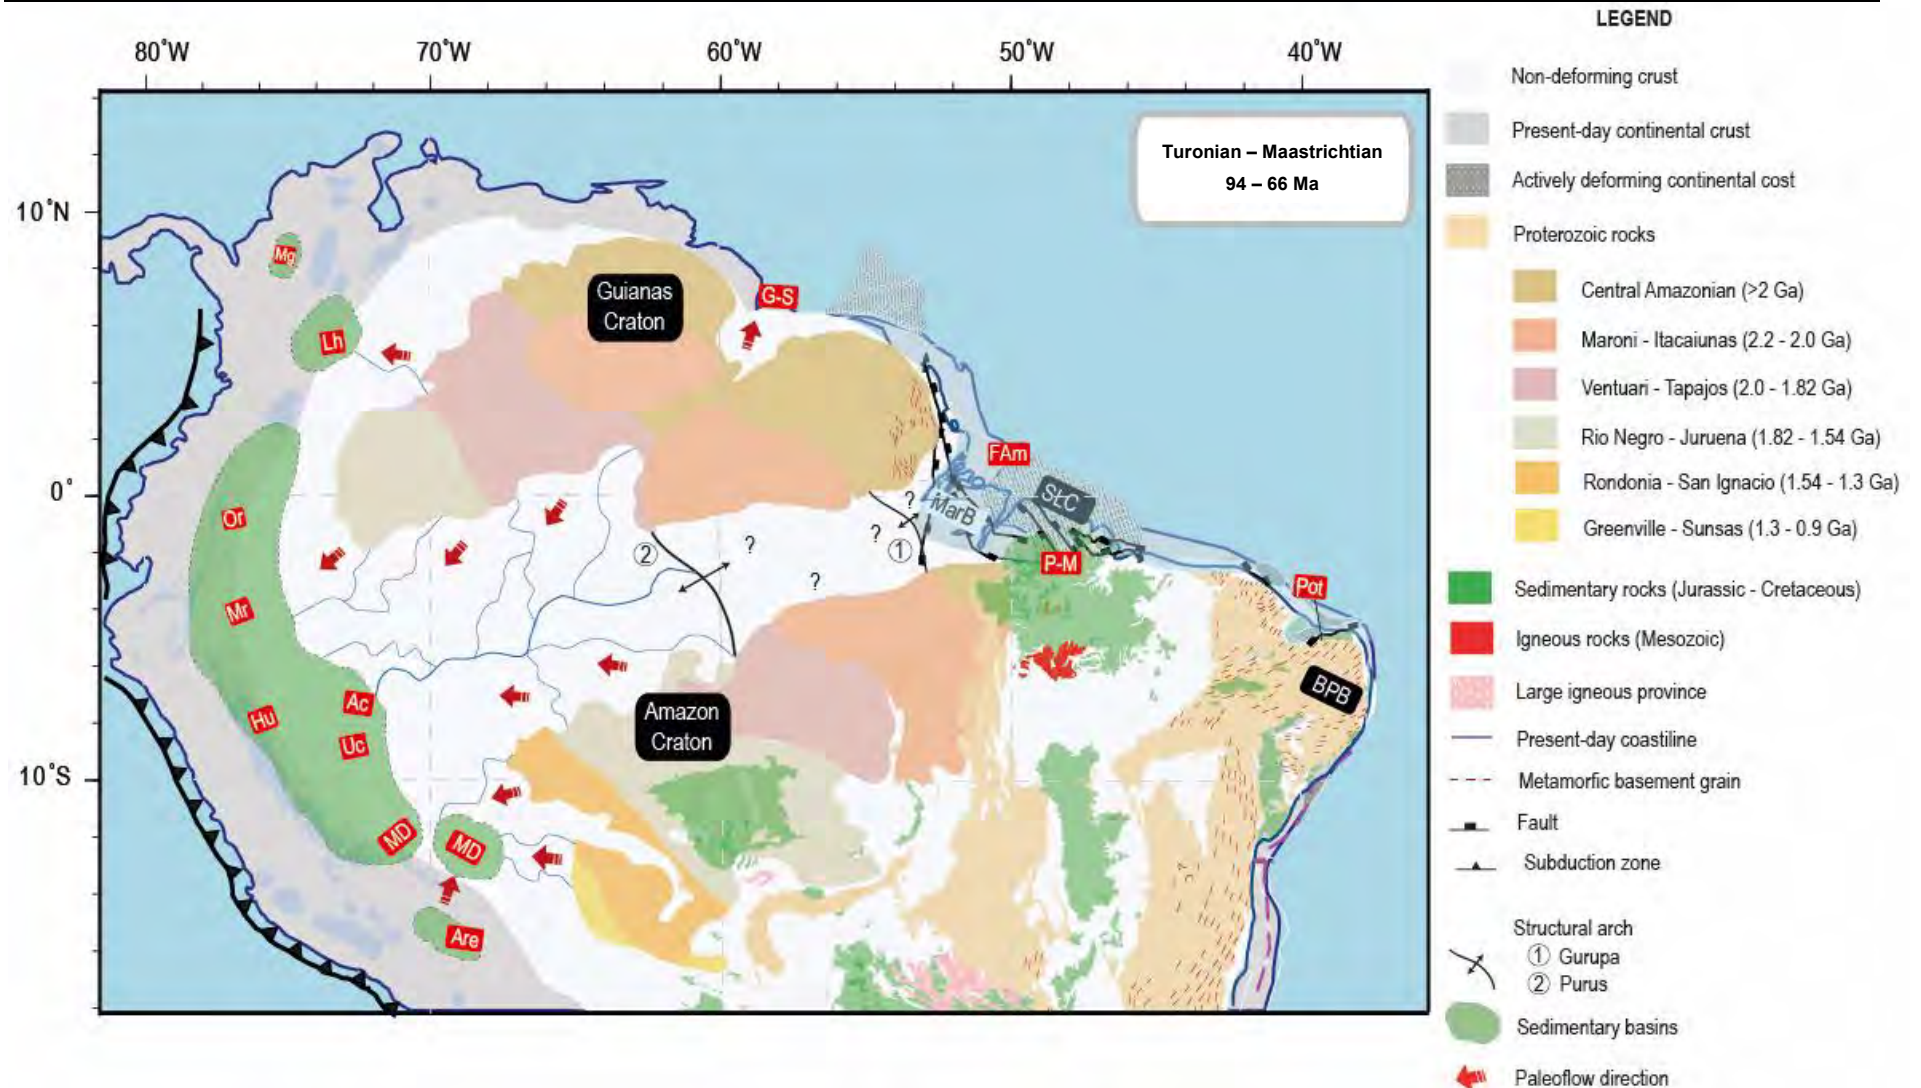 LEGEND
80°W
70°W
60°W
50°W
40°W
10°N
0°
10°S
Turonian – Maastrichtian
94 – 66 Ma
Mg
Lh
Guianas
Craton
G-S
FAm
SLC
MarB
P-M
Pot
BPB
Or
Mr
Hu
Ac
Uc
MD
MD
Are
Amazon
Craton
?
?
?
?
1
2
Non-deforming crust
Present-day continental crust
Actively deforming continental cost
Proterozoic rocks
Central Amazonian (>2 Ga)
Maroni - Itacaiunas (2.2 - 2.0 Ga)
Ventuari - Tapajos (2.0 - 1.82 Ga)
Rio Negro - Juruena (1.82 - 1.54 Ga)
Rondonia - San Ignacio (1.54 - 1.3 Ga)
Greenville - Sunsas (1.3 - 0.9 Ga)
Sedimentary rocks (Jurassic - Cretaceous)
Igneous rocks (Mesozoic)
Large igneous province
Present-day coastiline
Metamorfic basement grain
Fault
Subduction zone
Structural arch
1 Gurupa
2 Purus
Sedimentary basins
Paleoflow direction